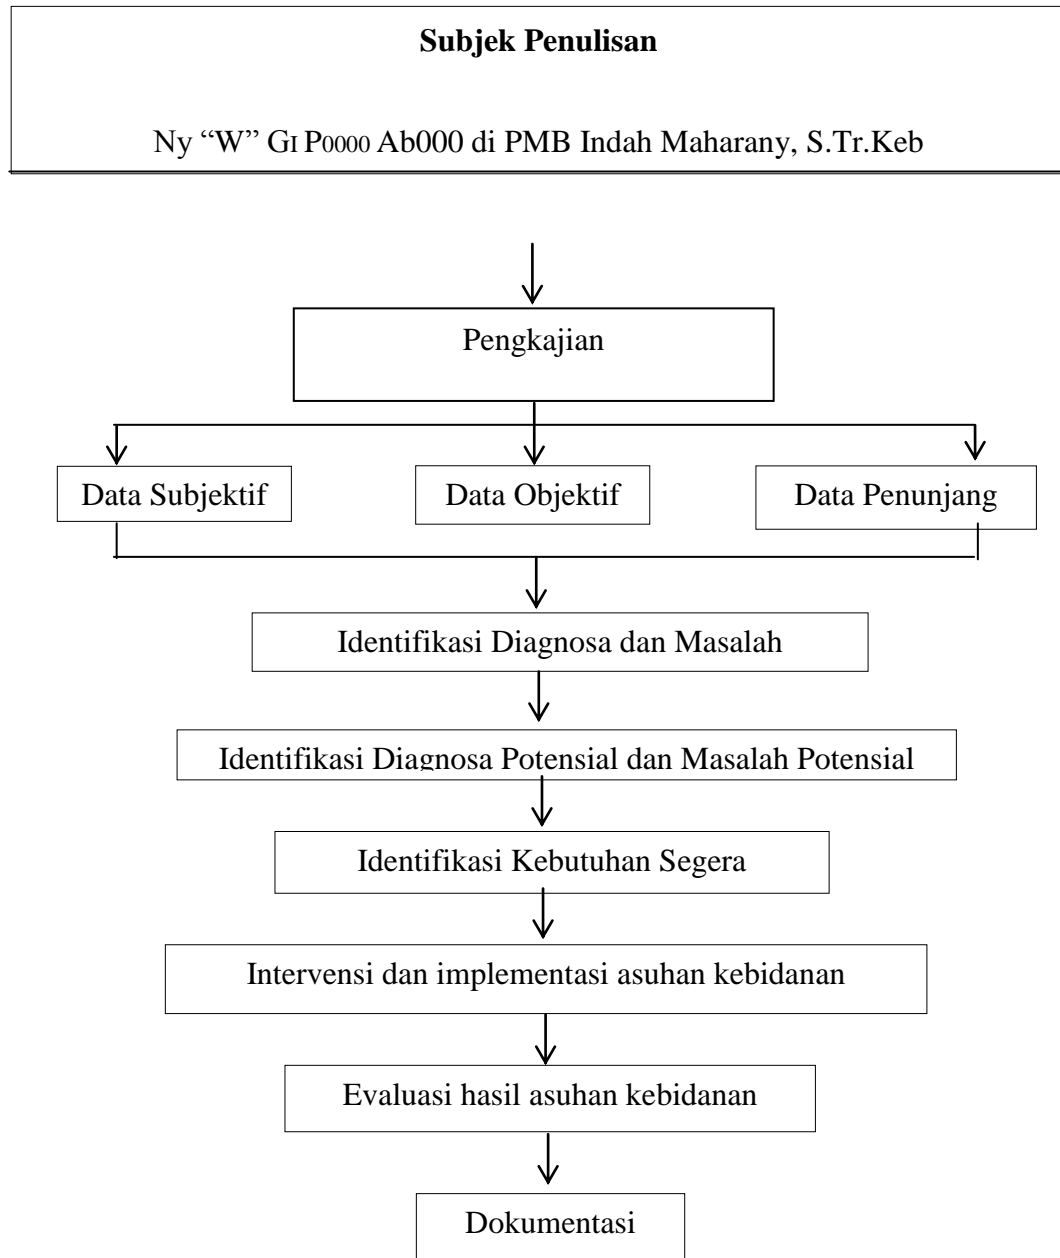 Subjek Penulisan
Ny “W” GI P0000 Ab000 di PMB Indah Maharany, S.Tr.Keb
Pengkajian
Data Subjektif
Data Objektif
Data Penunjang
Identifikasi Diagnosa dan Masalah
Identifikasi Diagnosa Potensial dan Masalah Potensial
Identifikasi Kebutuhan Segera
Intervensi dan implementasi asuhan kebidanan
Evaluasi hasil asuhan kebidanan
Dokumentasi